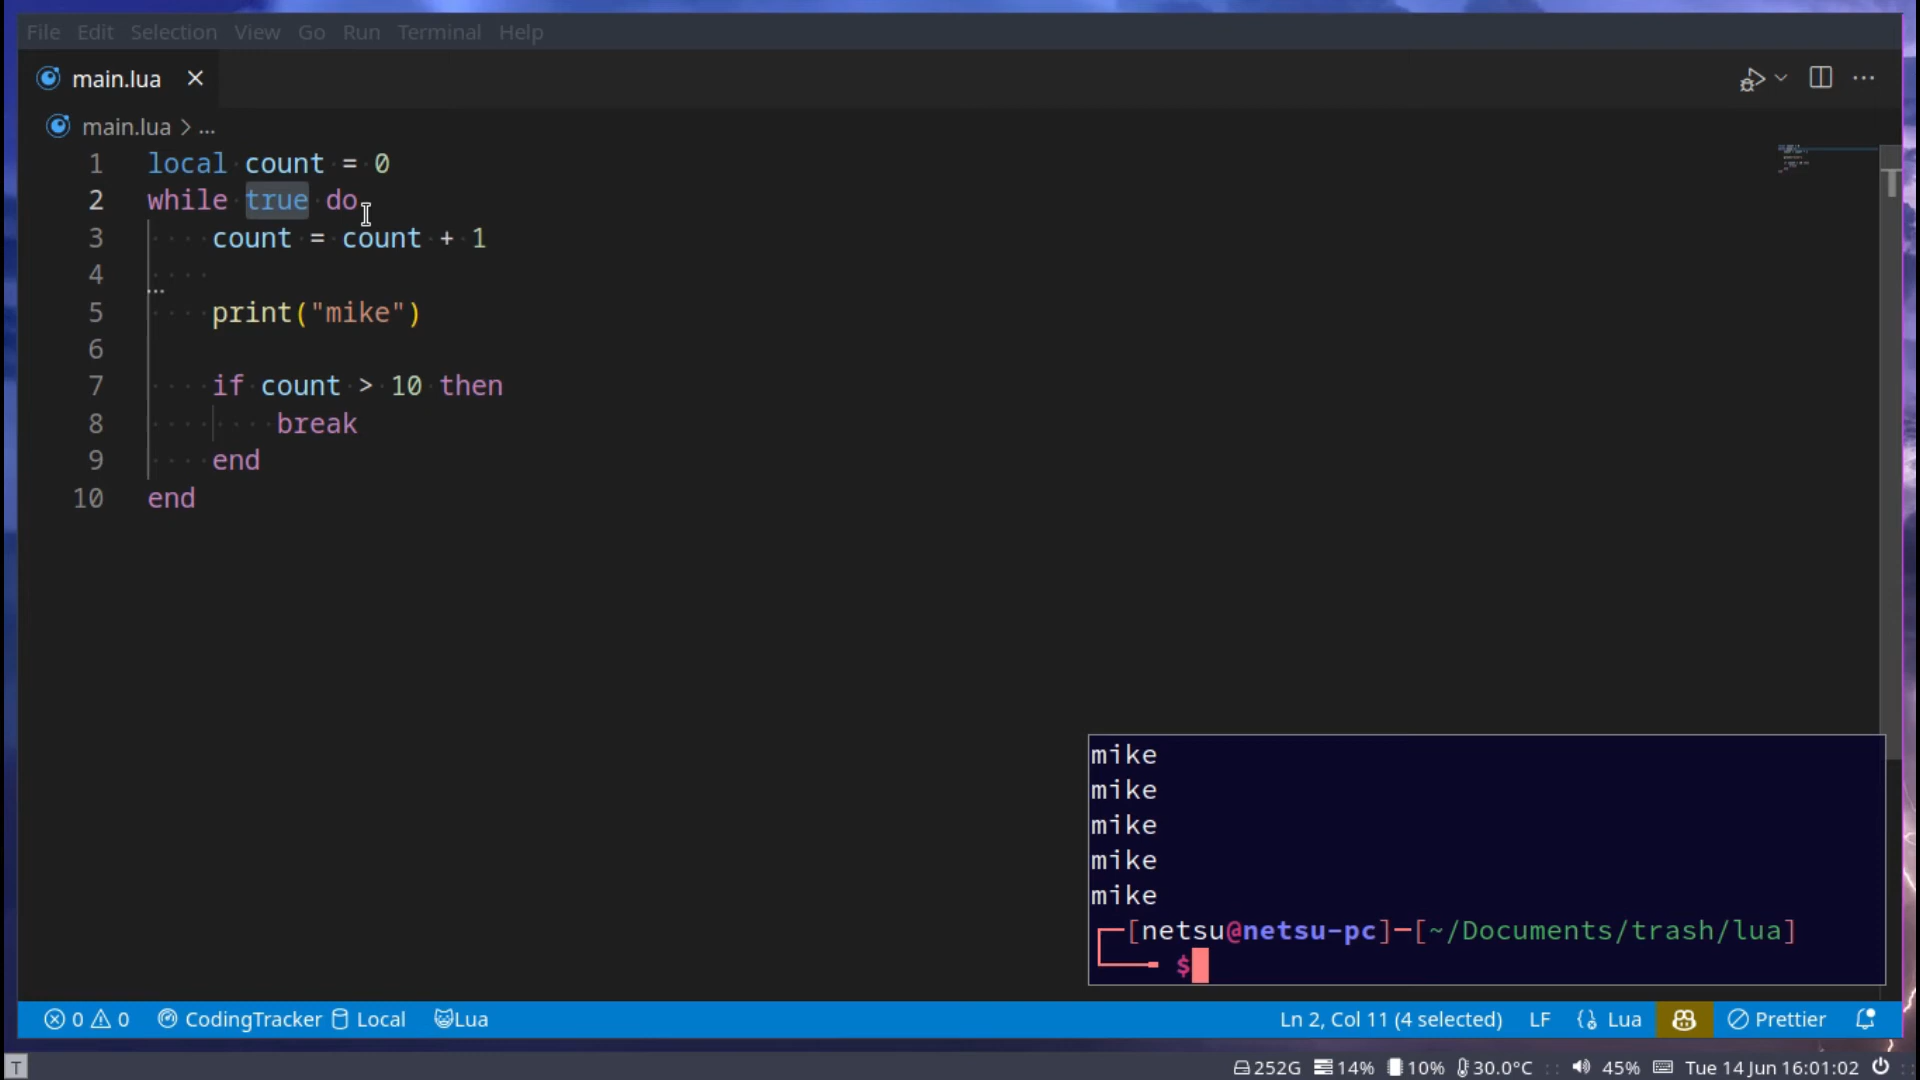 File Edit Selection View Go Run Terminal Help
main.lua
main.lua > ...
1 local count = 0
2 while true do
3 count = count + 1
4
5 print("mike")
6
7 if count > 10 then
8 break
9 end
10 end
T
mike
mike
mike
mike
mike
[netsu@netsu-pc]-[~/Documents/trash/lua]
$
0 0 CodingTracker Local Lua Ln 2, Col 11 (4 selected) LF Lua Prettier
T 252G 14% 10% 30.0°C 45% Tue 14 Jun 16:01:02